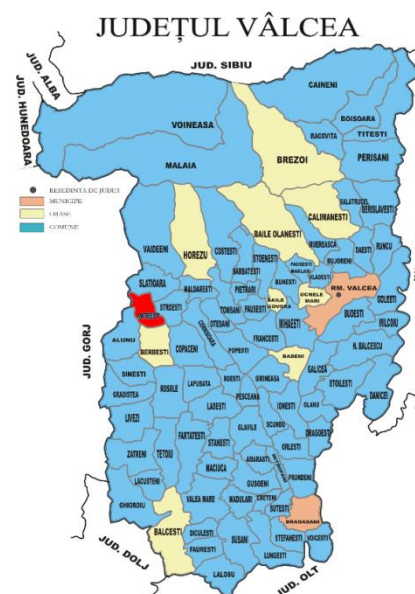 JUDEȚUL VÂLCEA
JUD. SIBIU
JUD. ALBA
JUD. HUNEDOARA
CAINENI
BOISOARA
TITESTI
RACOVITA
PERISANI
VOINEASA
BREZOI
MALAIA
RESEDINTA DE JUDET
MUNICIPII
ORASE
COMUNE
SALATRUCEL
BERISLAVESTI
CALIMANESTI
BAILE OLANESTI
VAIDEENI
HOREZU
COSTESTI
MUEREASCA
DAESTI
RUNCU
STOENESTI
BUJORENI
BARBATESTI
VLADESTI
SLATIOARA
MALDARESTI
PIETRARI
BUNESTI
RM. VALCEA
GOLESTI
OCNELE
MARI
BAILE
GOVORA
STROESTI
TOMSANI
PAUSESTI
MIHAESTI
BUDESTI
OTESANI
FRANCESTI
N. BALCESCU
ALUNU
BERBESTI
COPACENI
POPESTI
BABENI
GALICEA
JUD. GORJ
SINESTI
ROESTI
SIRINEASA
STOILESTI
GRADISTEA
ROSIILE
LAPUSATA
PESCEANA
DANICEI
LIVEZI
LADESTI
IONESTI
OLANU
GLAVILE
SCUNDU
DRAGOESTI
FARTATESTI
STANESTI
ORLESTI
ZATRENI
TETOIU
AMARASTI
MACIUCA
GUSOENI
PRUNDENI
LACUSTENI
GHIOROIU
VALEA MARE
MADULARI
CRETENI
SUTESTI
DRAGASANI
BALCESTI
DICULESTI
SUSANI
STEFANESTI
VOICESTI
FAURESTI
LUNGESTI
JUD. DOLJ
LALOSU
JUD. OLT